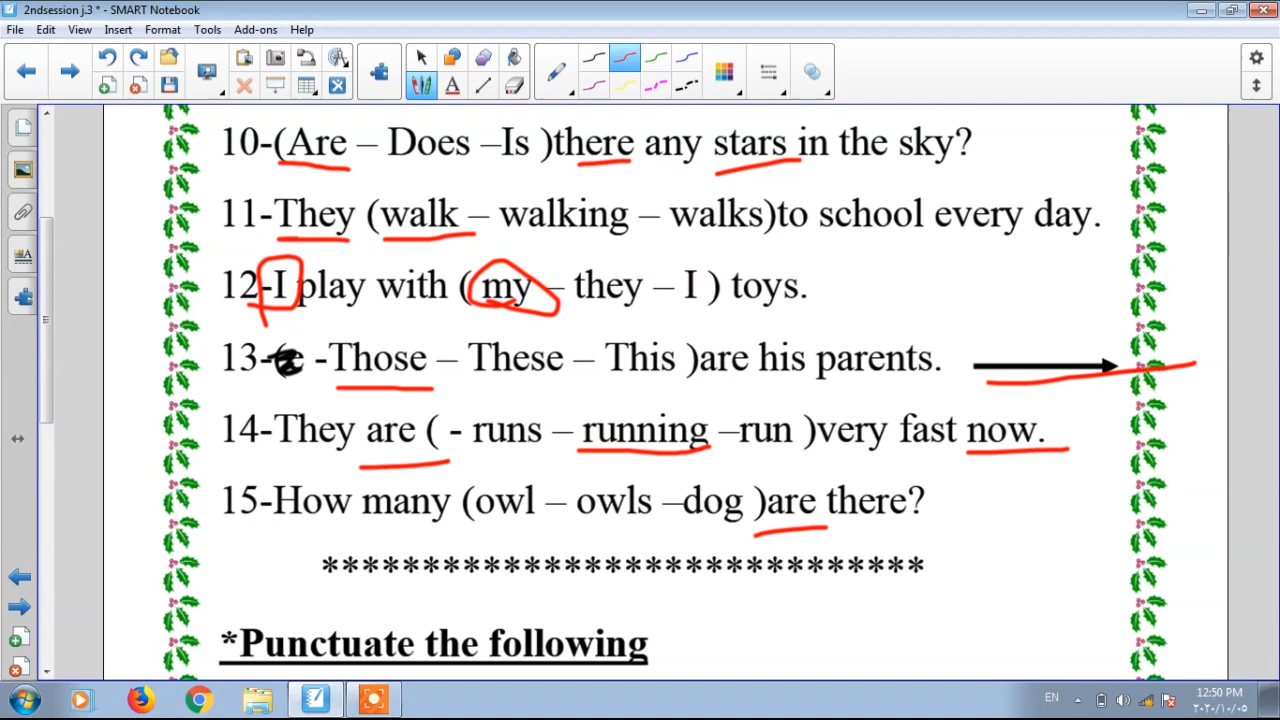 2ndsession j.3 * - SMART Notebook
File Edit View Insert Format Tools Add-ons Help
10-(Are – Does –Is )there any stars in the sky?
11-They (walk – walking – walks)to school every day.
12-I play with ( my – they – I ) toys.
13- -Those – These – This )are his parents.
14-They are ( - runs – running –run )very fast now.
15-How many (owl – owls –dog )are there?
******************************
*Punctuate the following
EN
12:50 PM
٢٠٢٠/١٠/٠٥